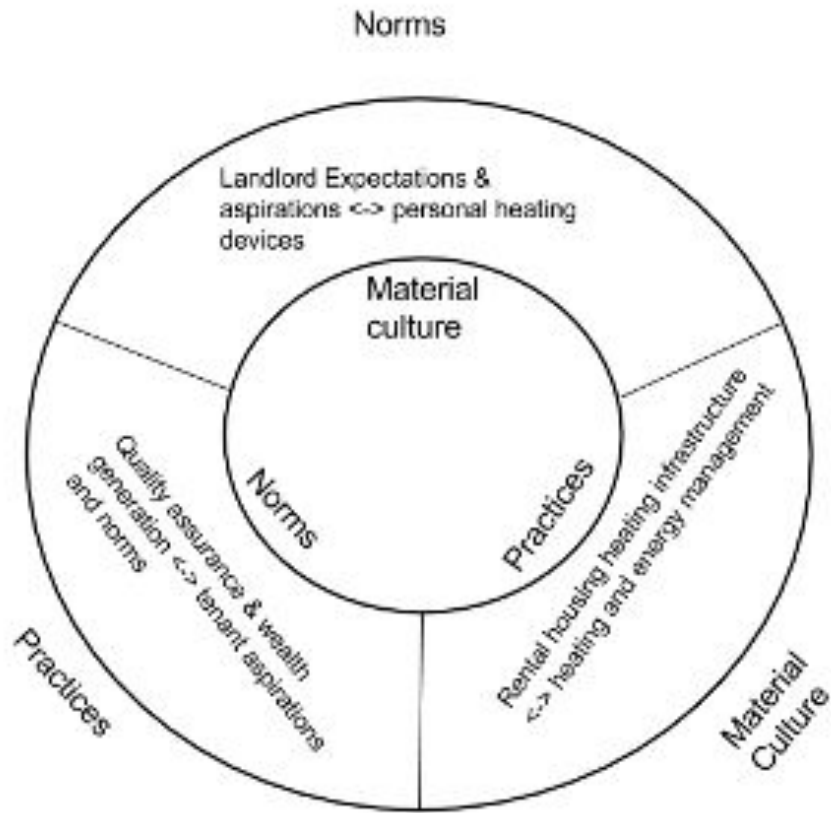 Norms
Landlord Expectations &
aspirations <-> personal heating
devices
Material
culture
Norms
Practices
Quality assurance & wealth
generation <-> tenant aspirations
and norms
Rental housing heating infrastructure
<-> heating and energy management
Practices
Material
Culture